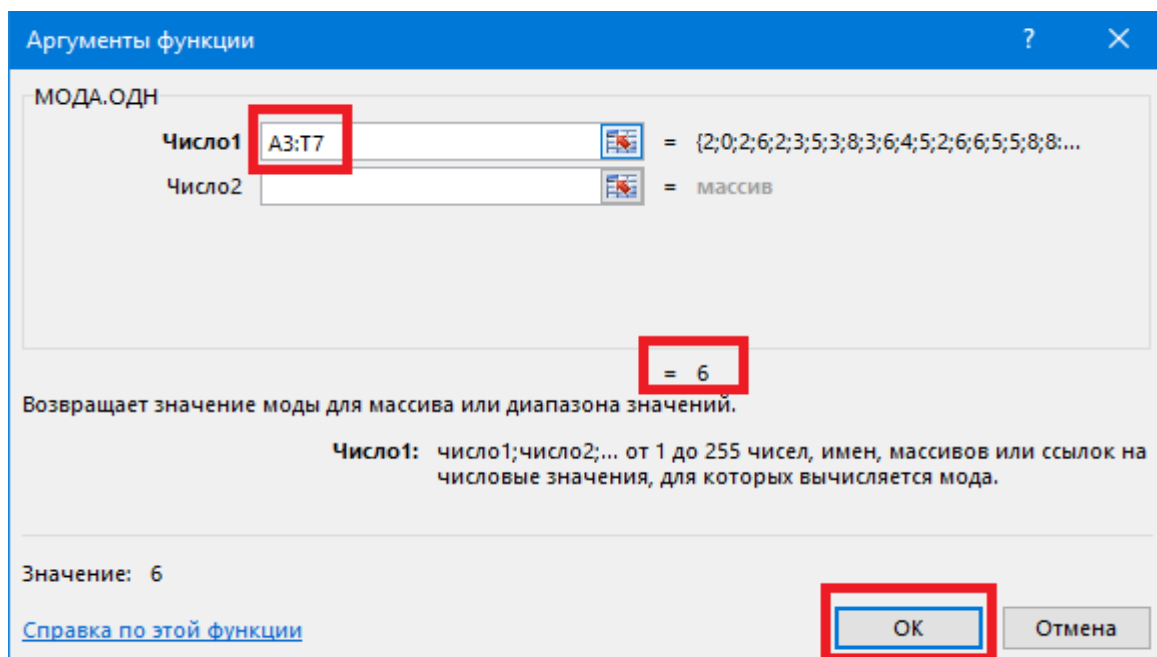 Аргументы функции ? ×
МОДА.ОДН
Число1 A3:T7 = {2;0;2;6;2;3;5;3;8;3;6;4;5;2;6;6;5;5;8;8:...
Число2 = массив
= 6
Возвращает значение моды для массива или диапазона значений.
Число1: число1;число2;... от 1 до 255 чисел, имен, массивов или ссылок на
числовые значения, для которых вычисляется мода.
Значение: 6
Справка по этой функции ОК Отмена